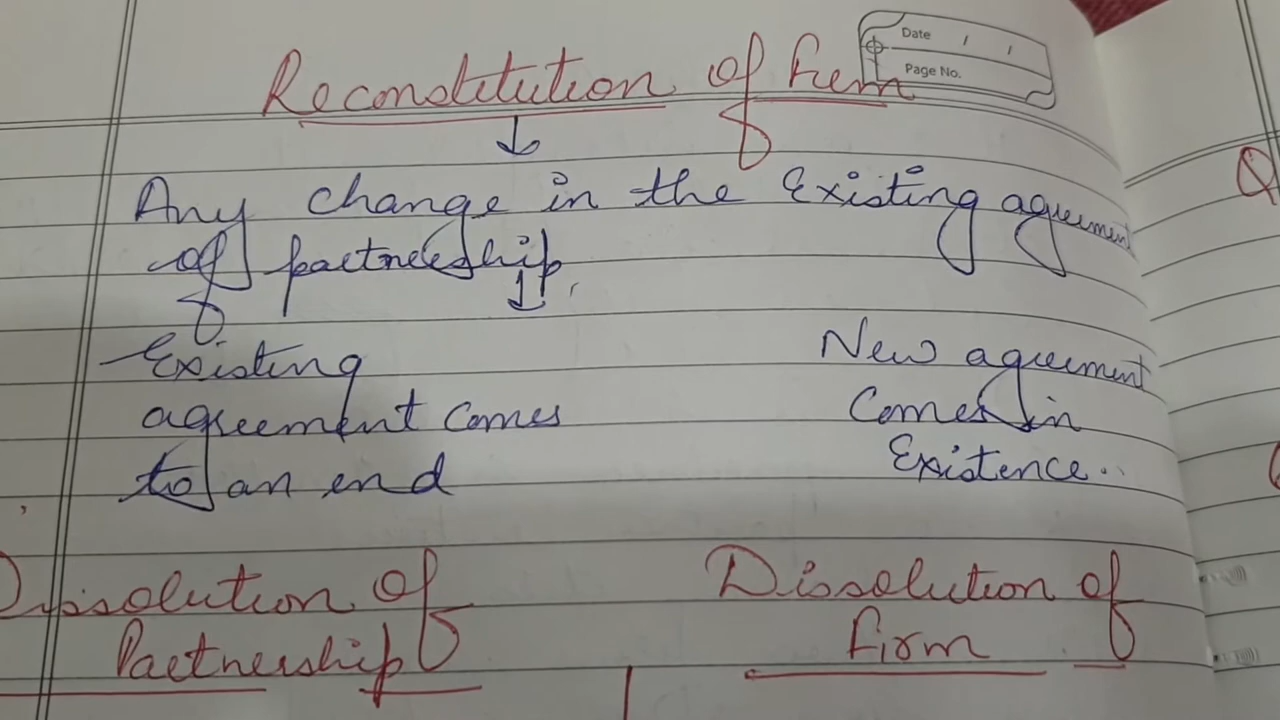 Date / /
Page No.
Reconstitution of firm
Any change in the Existing agreement
of partnership.
Existing
agreement comes
to an end
New agreement
Comes in
Existence..
Dissolution of
Partnership
Dissolution of
firm
Q